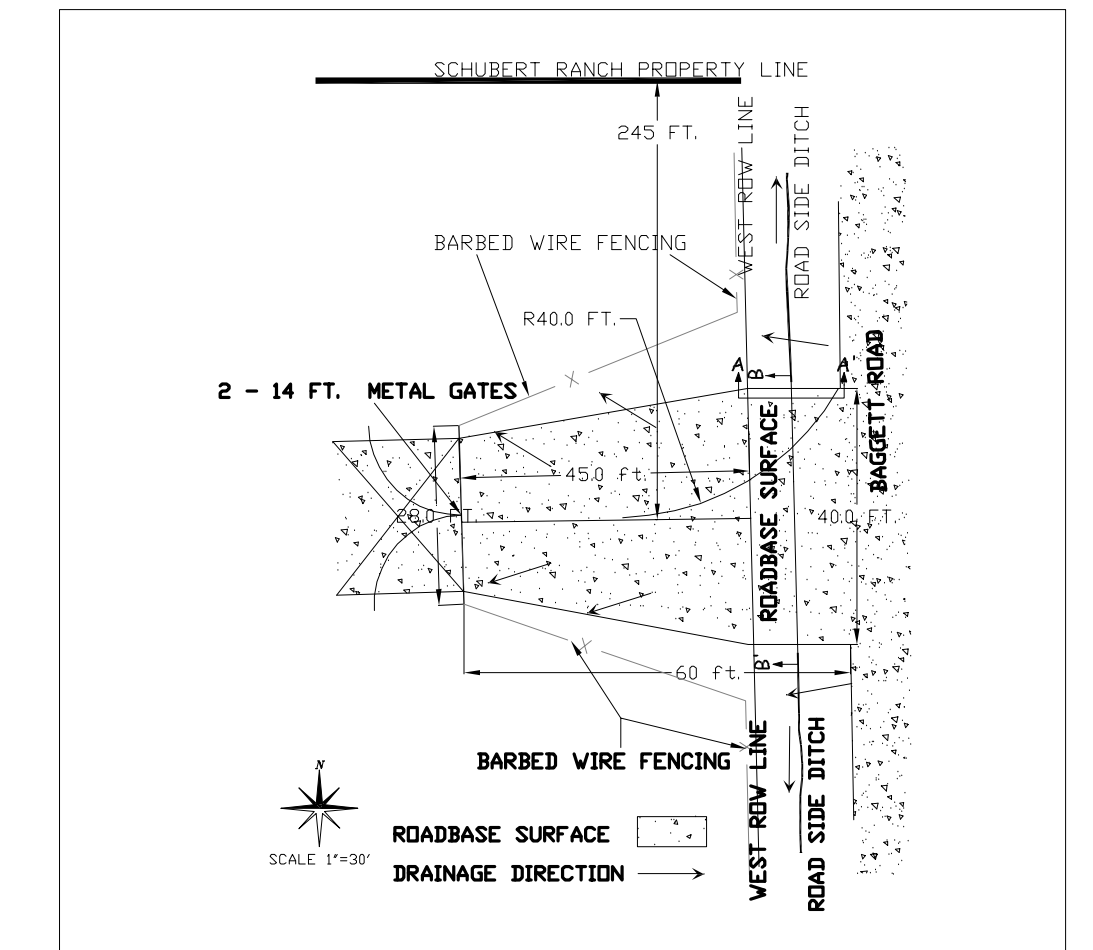 SCHUBERT RANCH PROPERTY LINE
245 FT.
WEST ROW LINE
ROAD SIDE DITCH
BARBED WIRE FENCING
R40.0 FT.
A
B
A'
2 - 14 FT. METAL GATES
BAGGETT ROAD
ROADBASE SURFACE
45.0 ft.
28.0 FT.
40.0 FT.
B'
60 ft.
BARBED WIRE FENCING
WEST ROW LINE
ROAD SIDE DITCH
N
SCALE 1"=30'
ROADBASE SURFACE
DRAINAGE DIRECTION